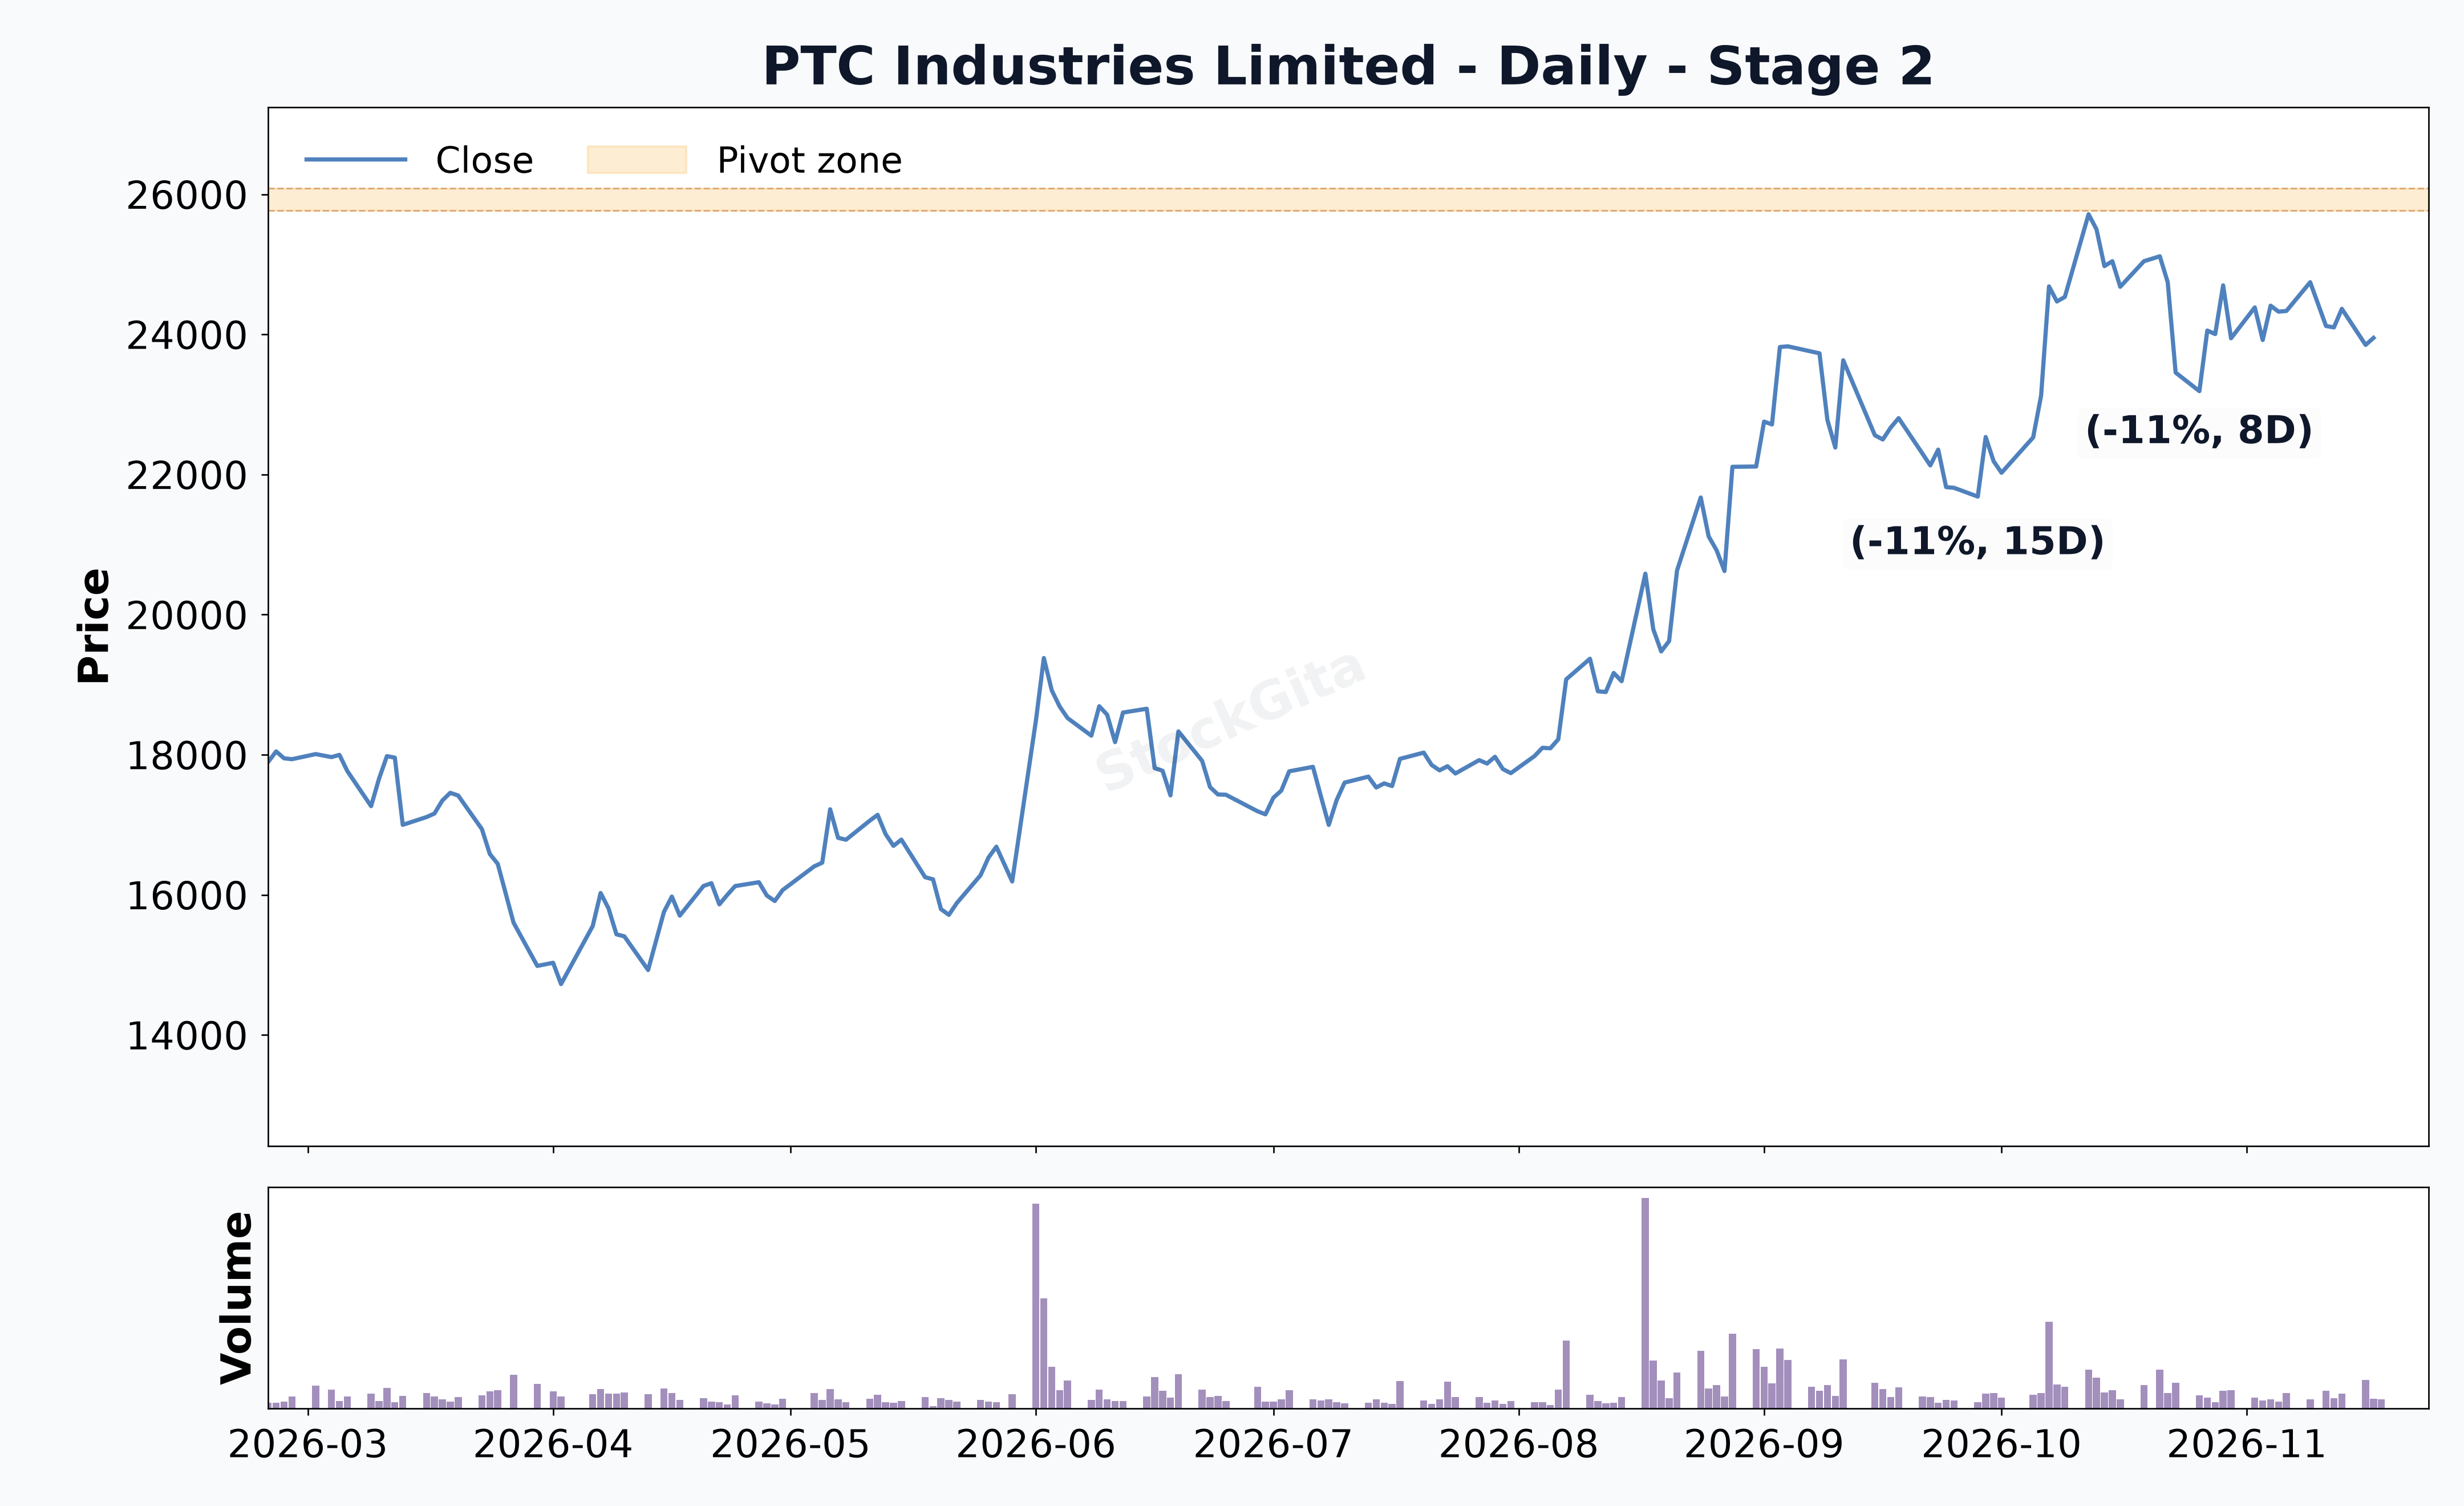 PTC Industries Limited - Daily - Stage 2
Close
Pivot zone
26000
24000
22000
20000
18000
16000
14000
Price
(-11%, 8D)
(-11%, 15D)
StockGita
Volume
2026-03
2026-04
2026-05
2026-06
2026-07
2026-08
2026-09
2026-10
2026-11